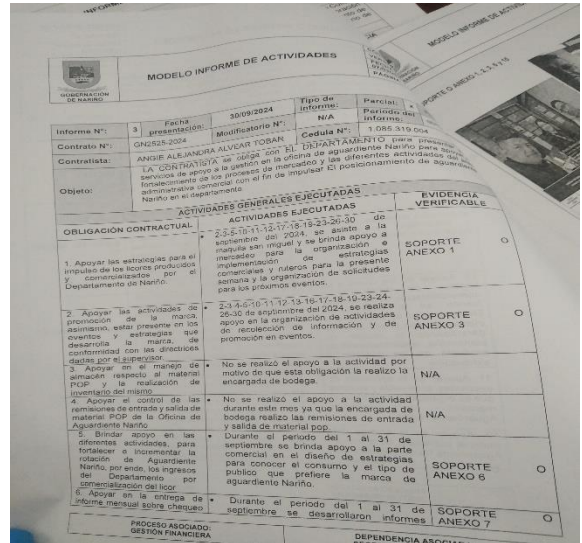 MODELO INFORME DE ACTIVIDADES
GOBERNACIÓN
DE NARIÑO
MODELO INFORME DE
PORTE O ANEXO 1, 2, 3, 6 y
Informe N°: 3 Fecha presentación: 30/09/2024 Tipo de informe: Parcial:
Contrato N°: GN2525-2024 Modificatorio N°: N/A Periodo del informe:
Contratista: ANGIE ALEJANDRA ALVEAR TOBAR Cedula N°: 1.085.319.004
Objeto:
LA CONTRATISTA se obliga con EL DEPARTAMENTO para
servicios de apoyo a la gestión en la oficina de aguardiente Nariño para
fortalecimiento de los procesos de mercadeo y las diferentes actividades
administrativa comercial con el fin de impulsar El posicionamiento de
Nariño en el departamento.
ACTIVIDADES GENERALES EJECUTADAS
OBLIGACIÓN CONTRACTUAL
ACTIVIDADES EJECUTADAS
EVIDENCIA
VERIFICABLE
1. Apoyar las estrategias para el
impulso de los licores producidos
y comercializados por el
Departamento de Nariño.
• 2-3-5-10-11-12-17-18-19-23-26-30 de
septiembre del 2024, se asiste a la
maquila san miguel y se brinda apoyo a
mercadeo para la organización e
implementación de estrategias
comerciales y ruteros para la presente
semana y la organización de solicitudes
para los próximos eventos.
SOPORTE O
ANEXO 1
2. Apoyar las actividades de
promoción de la marca,
asimismo, estar presente en los
eventos y estrategias que
desarrolla la marca, de
conformidad con las directrices
dadas por el supervisor.
• 2-3-4-6-10-11-12-13-16-17-18-19-23-24-
26-30 de septiembre del 2024, se realiza
apoyo en la organización de actividades
de recolección de información y de
promoción en eventos.
SOPORTE O
ANEXO 3
3. Apoyar en el manejo de
almacén respecto al material
POP y la realización de
inventario del mismo
• No se realizó el apoyo a la actividad por
motivo de que esta obligación la realizo la
encargada de bodega.
N/A
4. Apoyar el control de las
remisiones de entrada y salida de
material POP de la Oficina de
Aguardiente Nariño
• No se realizó el apoyo a la actividad
durante este mes ya que la encargada de
bodega realiza las remisiones de entrada
y salida de material pop.
N/A
5. Brindar apoyo en las
diferentes actividades, para
fortalecer e incrementar la
rotación de Aguardiente
Nariño, por ende, los ingresos
del Departamento por
comercialización del licor
• Durante el periodo del 1 al 31 de
septiembre se brindo apoyo a la parte
comercial en el diseño de estrategias
para conocer el consumo y el tipo de
publico que prefiere la marca de
aguardiente Nariño.
SOPORTE O
ANEXO 6
6. Apoyar en la entrega de
informe mensual sobre chequeo
• Durante el periodo del 1 al 31 de
septiembre se desarrollaron informes
SOPORTE O
ANEXO 7
PROCESO ASOCIADO:
GESTIÓN FINANCIERA
DEPENDENCIA